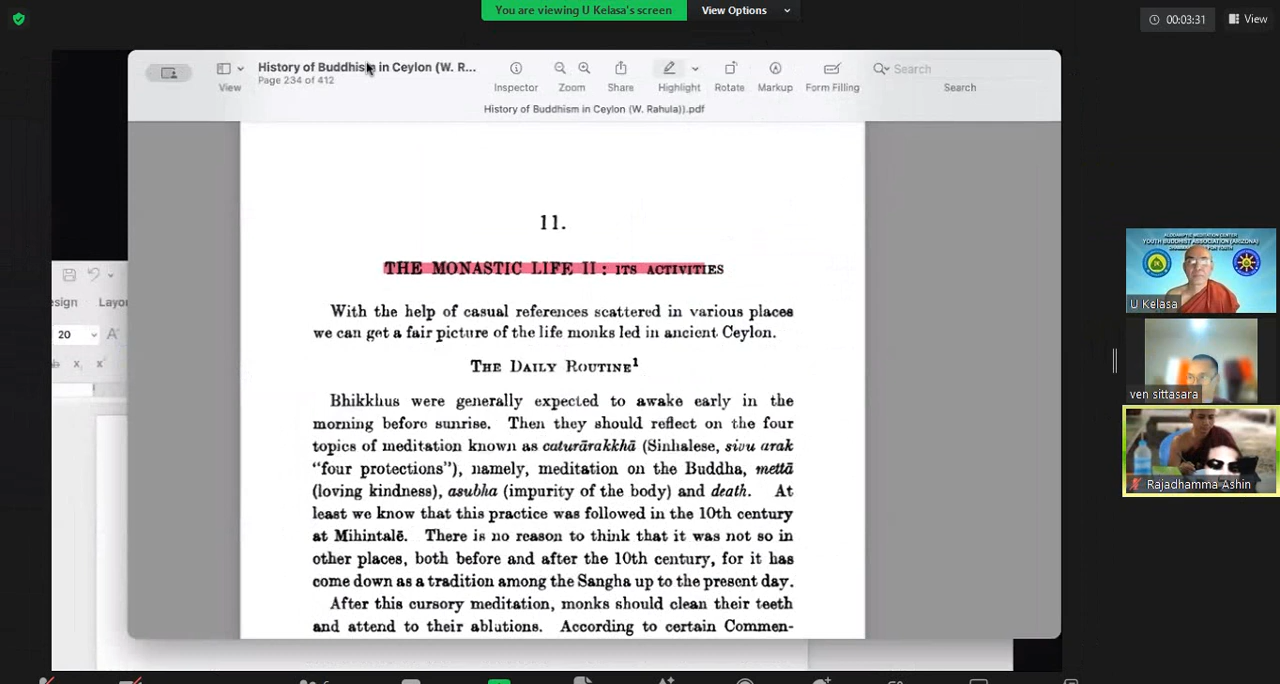 You are viewing U Kelasa's screen
View Options
00:03:31
View
History of Buddhism in Ceylon (W. R...
Page 234 of 412
View
Inspector
Zoom
Share
Highlight
Rotate
Markup
Form Filling
Search
Search
History of Buddhism in Ceylon (W. Rahula)).pdf
11.
THE MONASTIC LIFE II : ITS ACTIVITIES
With the help of casual references scattered in various places
we can get a fair picture of the life monks led in ancient Ceylon.
THE DAILY ROUTINE¹
Bhikkhus were generally expected to awake early in the
morning before sunrise. Then they should reflect on the four
topics of meditation known as caturārakkhā (Sinhalese, sivu arak
"four protections"), namely, meditation on the Buddha, mettā
(loving kindness), asubha (impurity of the body) and death. At
least we know that this practice was followed in the 10th century
at Mihintalē. There is no reason to think that it was not so in
other places, both before and after the 10th century, for it has
come down as a tradition among the Sangha up to the present day.
After this cursory meditation, monks should clean their teeth
and attend to their ablutions. According to certain Commen-
sign
Layou
20
A
x
x
MEDITATION CENTER
YOUTH BUDDHIST ASSOCIATION (ARIZONA)
U Kelasa
ven sittasara
Rajadhamma Ashin